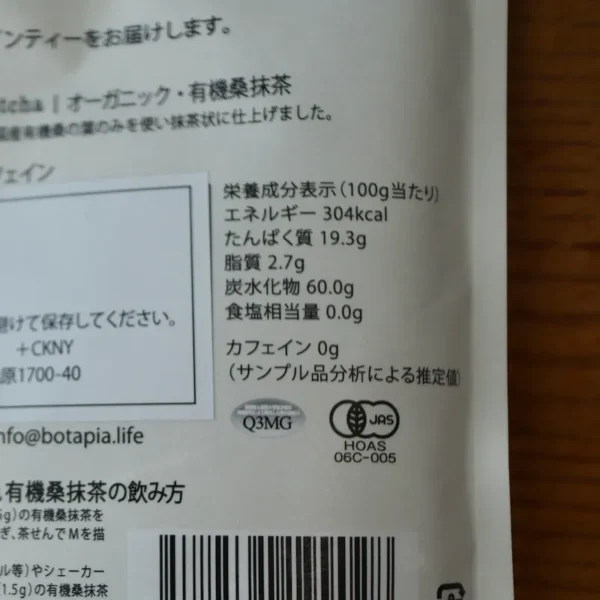 ンティーをお届けします。
tcha | オーガニック・有機桑抹茶
国産有機桑の葉のみを使い抹茶状に仕上げました。
フェイン
栄養成分表示（100g当たり）
エネルギー 304kcal
たんぱく質 19.3g
脂質 2.7g
炭水化物 60.0g
食塩相当量 0.0g
カフェイン 0g
（サンプル品分析による推定値）
避けて保存してください。
+CKNY
原1700-40
nfo@botapia.life
Q3MG
JAS
HOAS
06C-005
有機桑抹茶の飲み方
5g）の有機桑抹茶を
ぎ、茶せんでMを描
ル等）やシェーカー
（1.5g）の有機桑抹茶